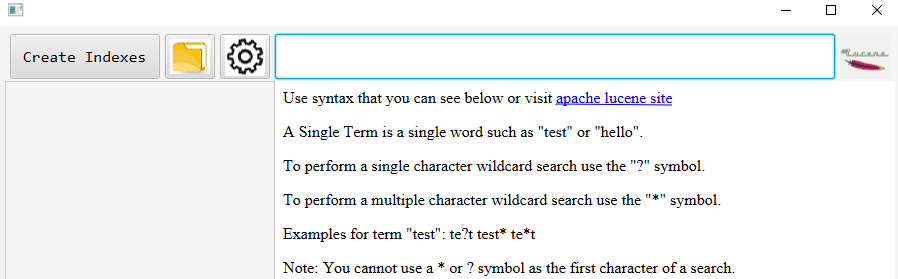 Create Indexes
Lucene
Use syntax that you can see below or visit apache lucene site
A Single Term is a single word such as "test" or "hello".
To perform a single character wildcard search use the "?" symbol.
To perform a multiple character wildcard search use the "*" symbol.
Examples for term "test": te?t test* te*t
Note: You cannot use a * or ? symbol as the first character of a search.